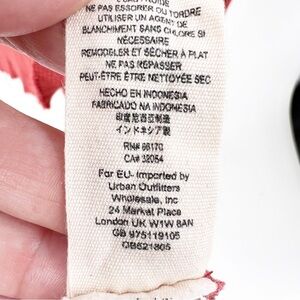 NE PAS ESSORER OU TORDRE
UTILISER UN AGENT DE
BLANCHIMENT SANS CHLORE SI
NÉCESSAIRE
REMODELER ET SÉCHER À PLAT
NE PAS REPASSER
PEUT-ÊTRE ÊTRE NETTOYÉE SEC
HECHO EN INDONESIA
FABRICADO NA INDONESIA
印度尼西亚制造
インドネシア製
RN# 66170
CA# 32054
For EU- Imported by
Urban Outfitters
Wholesale, Inc
24 Market Place
London UK W1W 8AN
GB 975119105
GB521805